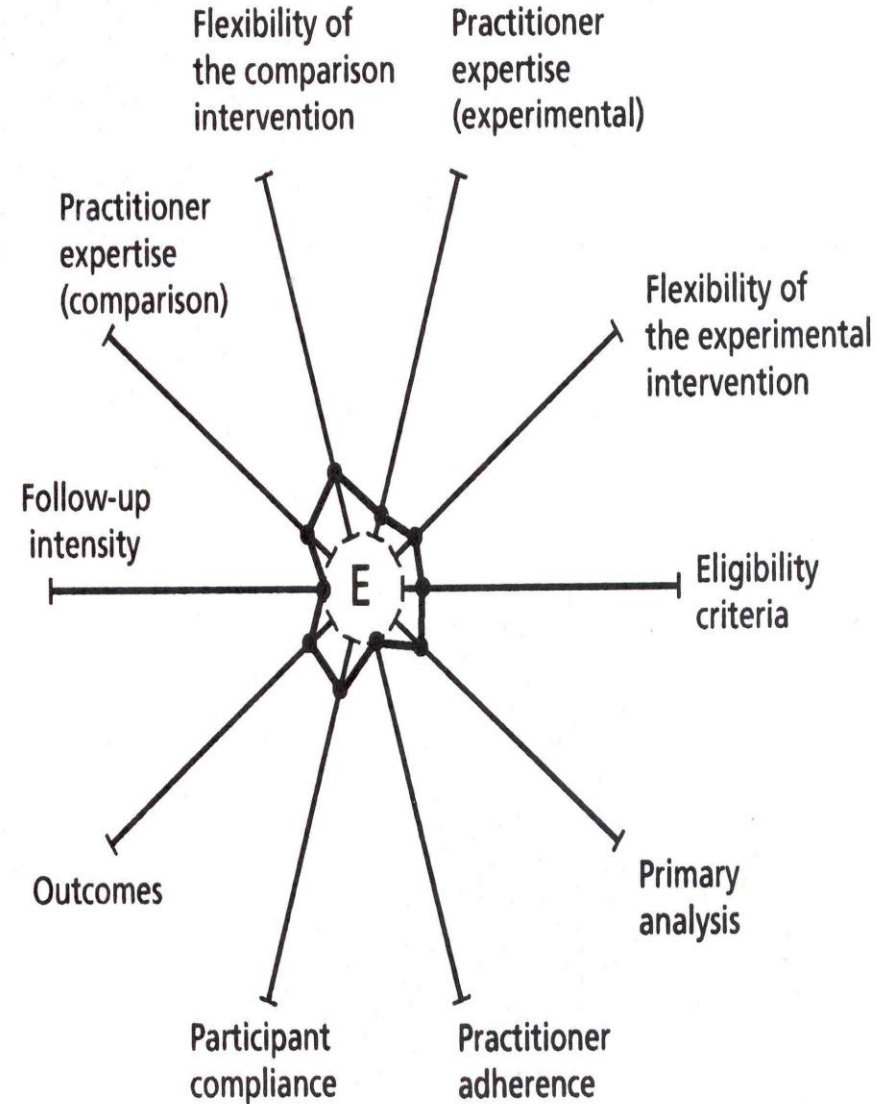 Flexibility of
the comparison
intervention
Practitioner
expertise
(experimental)
Practitioner
expertise
(comparison)
Flexibility of
the experimental
intervention
Follow-up
intensity
E
Eligibility
criteria
Outcomes
Primary
analysis
Participant
compliance
Practitioner
adherence